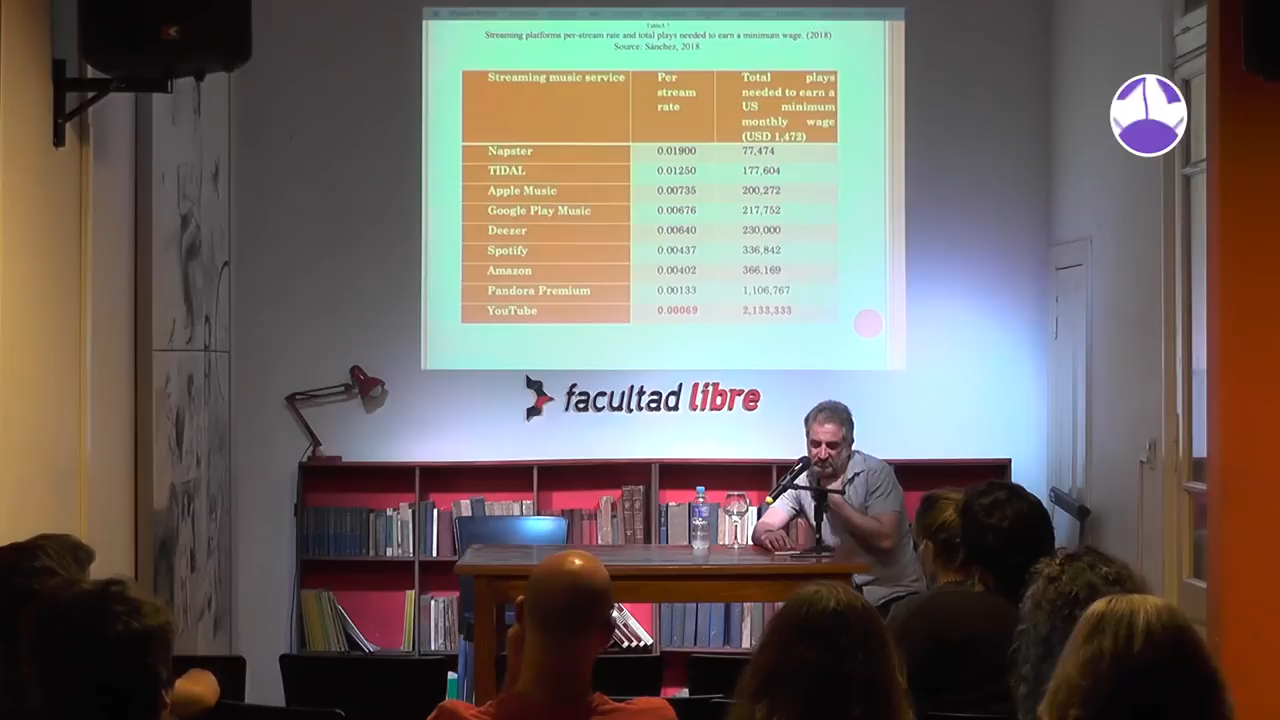 Table 8.7
Streaming platforms per-stream rate and total plays needed to earn a minimum wage. (2018)
Source. Sánchez, 2018.
Streaming music service Per stream rate Total plays needed to earn a US minimum monthly wage (USD 1,472)
Napster 0.01900 77,474
TIDAL 0.01250 177,604
Apple Music 0.00735 200,272
Google Play Music 0.00676 217,752
Deezer 0.00640 230,000
Spotify 0.00437 336,842
Amazon 0.00402 366,169
Pandora Premium 0.00133 1,106,767
YouTube 0.00069 2,133,333
facultad libre